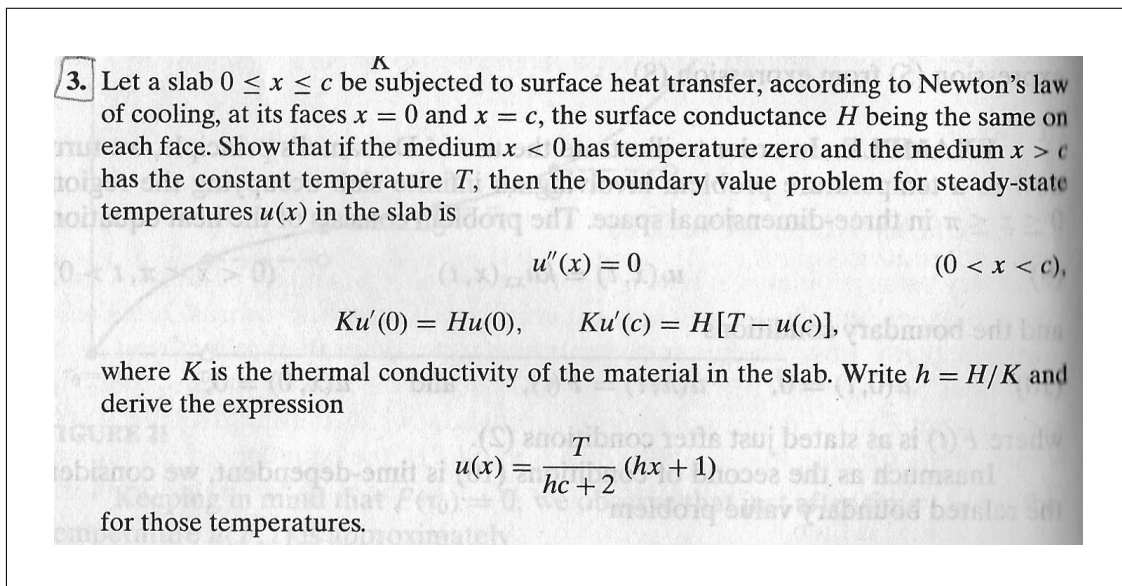 K
3. Let a slab 0 ≤ x ≤ c be subjected to surface heat transfer, according to Newton's law
of cooling, at its faces x = 0 and x = c, the surface conductance H being the same on
each face. Show that if the medium x < 0 has temperature zero and the medium x > c
has the constant temperature T, then the boundary value problem for steady-state
temperatures u(x) in the slab is
u″(x) = 0 (0 < x < c),
Ku′(0) = Hu(0), Ku′(c) = H[T − u(c)],
where K is the thermal conductivity of the material in the slab. Write h = H/K and
derive the expression
u(x) = T/(hc + 2) (hx + 1)
for those temperatures.